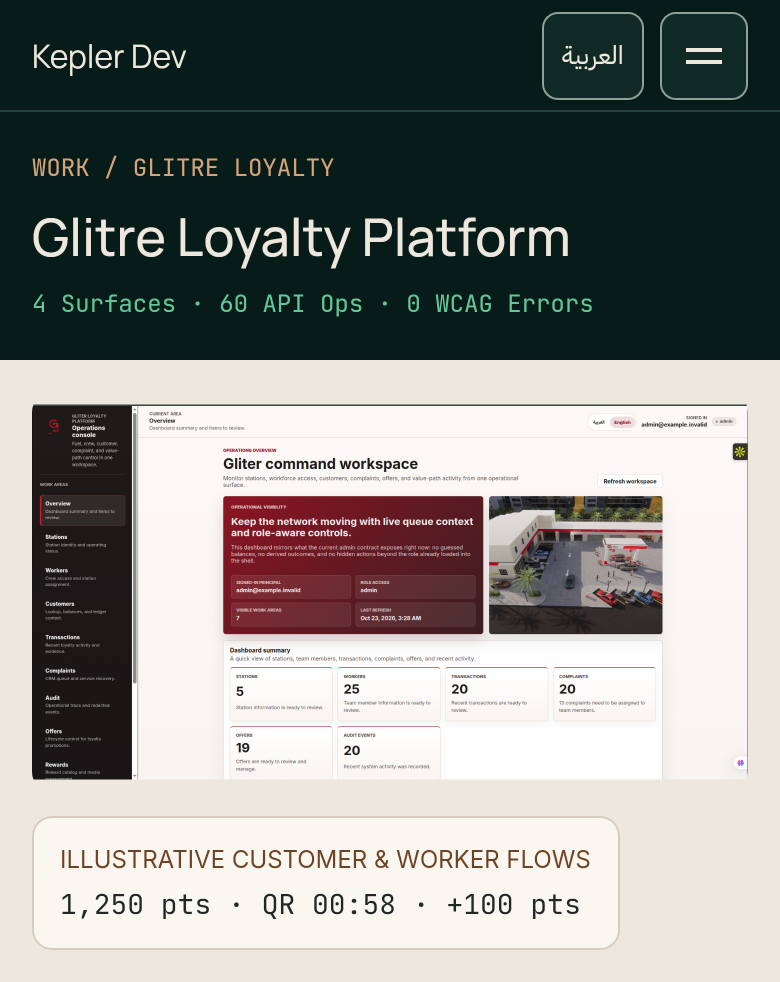 Kepler Dev
العربية
WORK / GLITRE LOYALTY
Glitre Loyalty Platform
4 Surfaces · 60 API Ops · 0 WCAG Errors
GLITER LOYALTY
PLATFORM
Operations
console
Fuel, crew, customer,
complaint, and value-
path control in one
workspace.
WORK AREAS
Overview
Dashboard summary and items to
review.
Stations
Station identity and operating
status.
Workers
Crew access and station
assignment.
Customers
Lookup, balances, and ledger
context.
Transactions
Recent loyalty activity and
evidence.
Complaints
CRM queue and service recovery.
Audit
Operational trace and redacted
events.
Offers
Lifecycle control for loyalty
promotions.
Rewards
Reward catalog and media
CURRENT AREA
Overview
Dashboard summary and items to review.
العربية
English
SIGNED IN
admin@example.invalid
admin
OPERATIONS OVERVIEW
Gliter command workspace
Monitor stations, workforce access, customers, complaints, offers, and value-path activity from one operational
surface.
Refresh workspace
OPERATIONAL VISIBILITY
Keep the network moving with live queue context
and role-aware controls.
This dashboard mirrors what the current admin contract exposes right now: no guessed
balances, no derived outcomes, and no hidden actions beyond the role already loaded into
the shell.
SIGNED-IN PRINCIPAL
admin@example.invalid
ROLE ACCESS
admin
VISIBLE WORK AREAS
7
LAST REFRESH
Oct 23, 2026, 3:28 AM
Dashboard summary
A quick view of stations, team members, transactions, complaints, offers, and recent activity.
STATIONS
5
Station information is ready to review.
WORKERS
25
Team member information is ready to
review.
TRANSACTIONS
20
Recent transactions are ready to
review.
COMPLAINTS
20
13 complaints need to be assigned to
team members.
OFFERS
19
Offers are ready to review and
manage.
AUDIT EVENTS
20
Recent system activity was recorded.
ILLUSTRATIVE CUSTOMER & WORKER FLOWS
1,250 pts · QR 00:58 · +100 pts